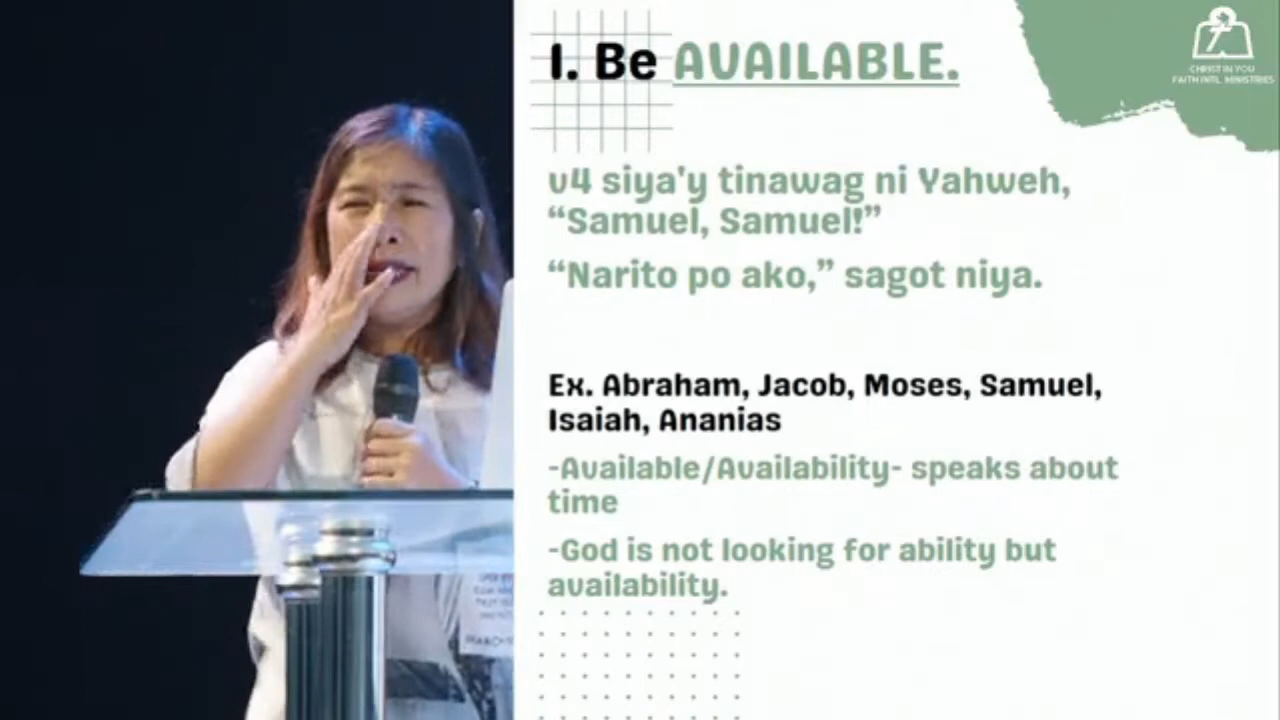 I. Be AVAILABLE.
CHRIST IN YOU
FAITH INTL. MINISTRIES
v4 siya'y tinawag ni Yahweh,
“Samuel, Samuel!”
“Narito po ako,” sagot niya.
Ex. Abraham, Jacob, Moses, Samuel,
Isaiah, Ananias
-Available/Availability- speaks about
time
-God is not looking for ability but
availability.